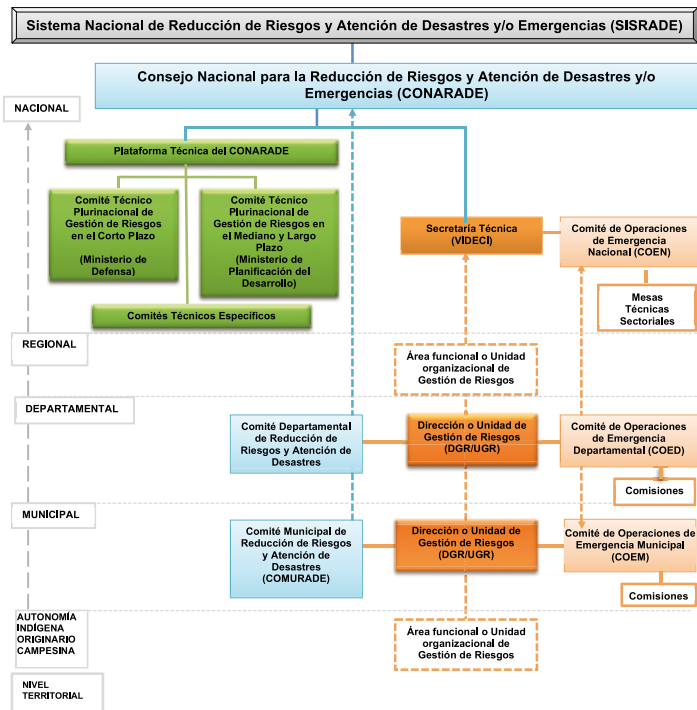 Sistema Nacional de Reducción de Riesgos y Atención de Desastres y/o Emergencias (SISRADE)
Consejo Nacional para la Reducción de Riesgos y Atención de Desastres y/o
Emergencias (CONARADE)
NACIONAL
Plataforma Técnica del CONARADE
Comité Técnico
Plurinacional de
Gestión de Riesgos
en el Corto Plazo
(Ministerio de
Defensa)
Comité Técnico
Plurinacional de
Gestión de Riesgos
en el Mediano y Largo
Plazo
(Ministerio de
Planificación del
Desarrollo)
Comités Técnicos Específicos
Secretaría Técnica
(VIDECI)
Comité de Operaciones
de Emergencia
Nacional (COEN)
Mesas
Técnicas
Sectoriales
REGIONAL
Área funcional o Unidad
organizacional de
Gestión de Riesgos
DEPARTAMENTAL
Comité Departamental
de Reducción de
Riesgos y Atención de
Desastres
Dirección o Unidad de
Gestión de Riesgos
(DGR/UGR)
Comité de Operaciones
de Emergencia
Departamental (COED)
Comisiones
MUNICIPAL
Comité Municipal de
Reducción de Riesgos
y Atención de
Desastres
(COMURADE)
Dirección o Unidad de
Gestión de Riesgos
(DGR/UGR)
Comité de Operaciones de
Emergencia Municipal
(COEM)
Comisiones
AUTONOMÍA
INDÍGENA
ORIGINARIO
CAMPESINA
Área funcional o Unidad
organizacional de
Gestión de Riesgos
NIVEL
TERRITORIAL